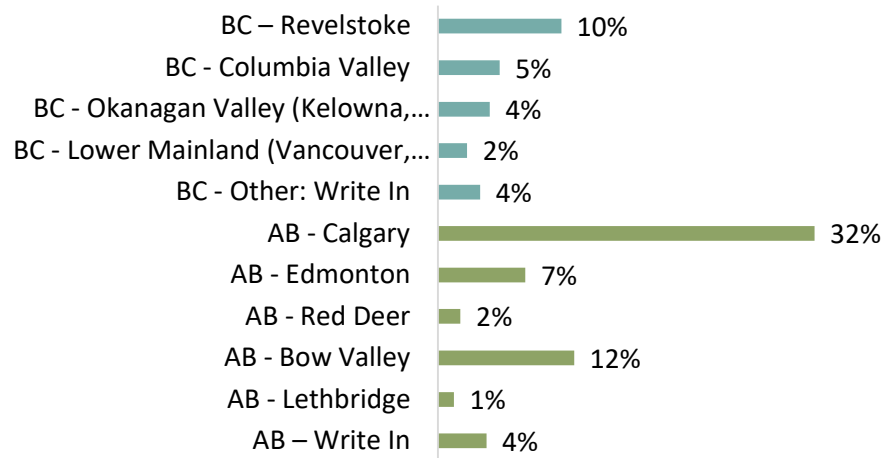 BC – Revelstoke 10%
BC - Columbia Valley 5%
BC - Okanagan Valley (Kelowna,... 4%
BC - Lower Mainland (Vancouver,... 2%
BC - Other: Write In 4%
AB - Calgary 32%
AB - Edmonton 7%
AB - Red Deer 2%
AB - Bow Valley 12%
AB - Lethbridge 1%
AB – Write In 4%